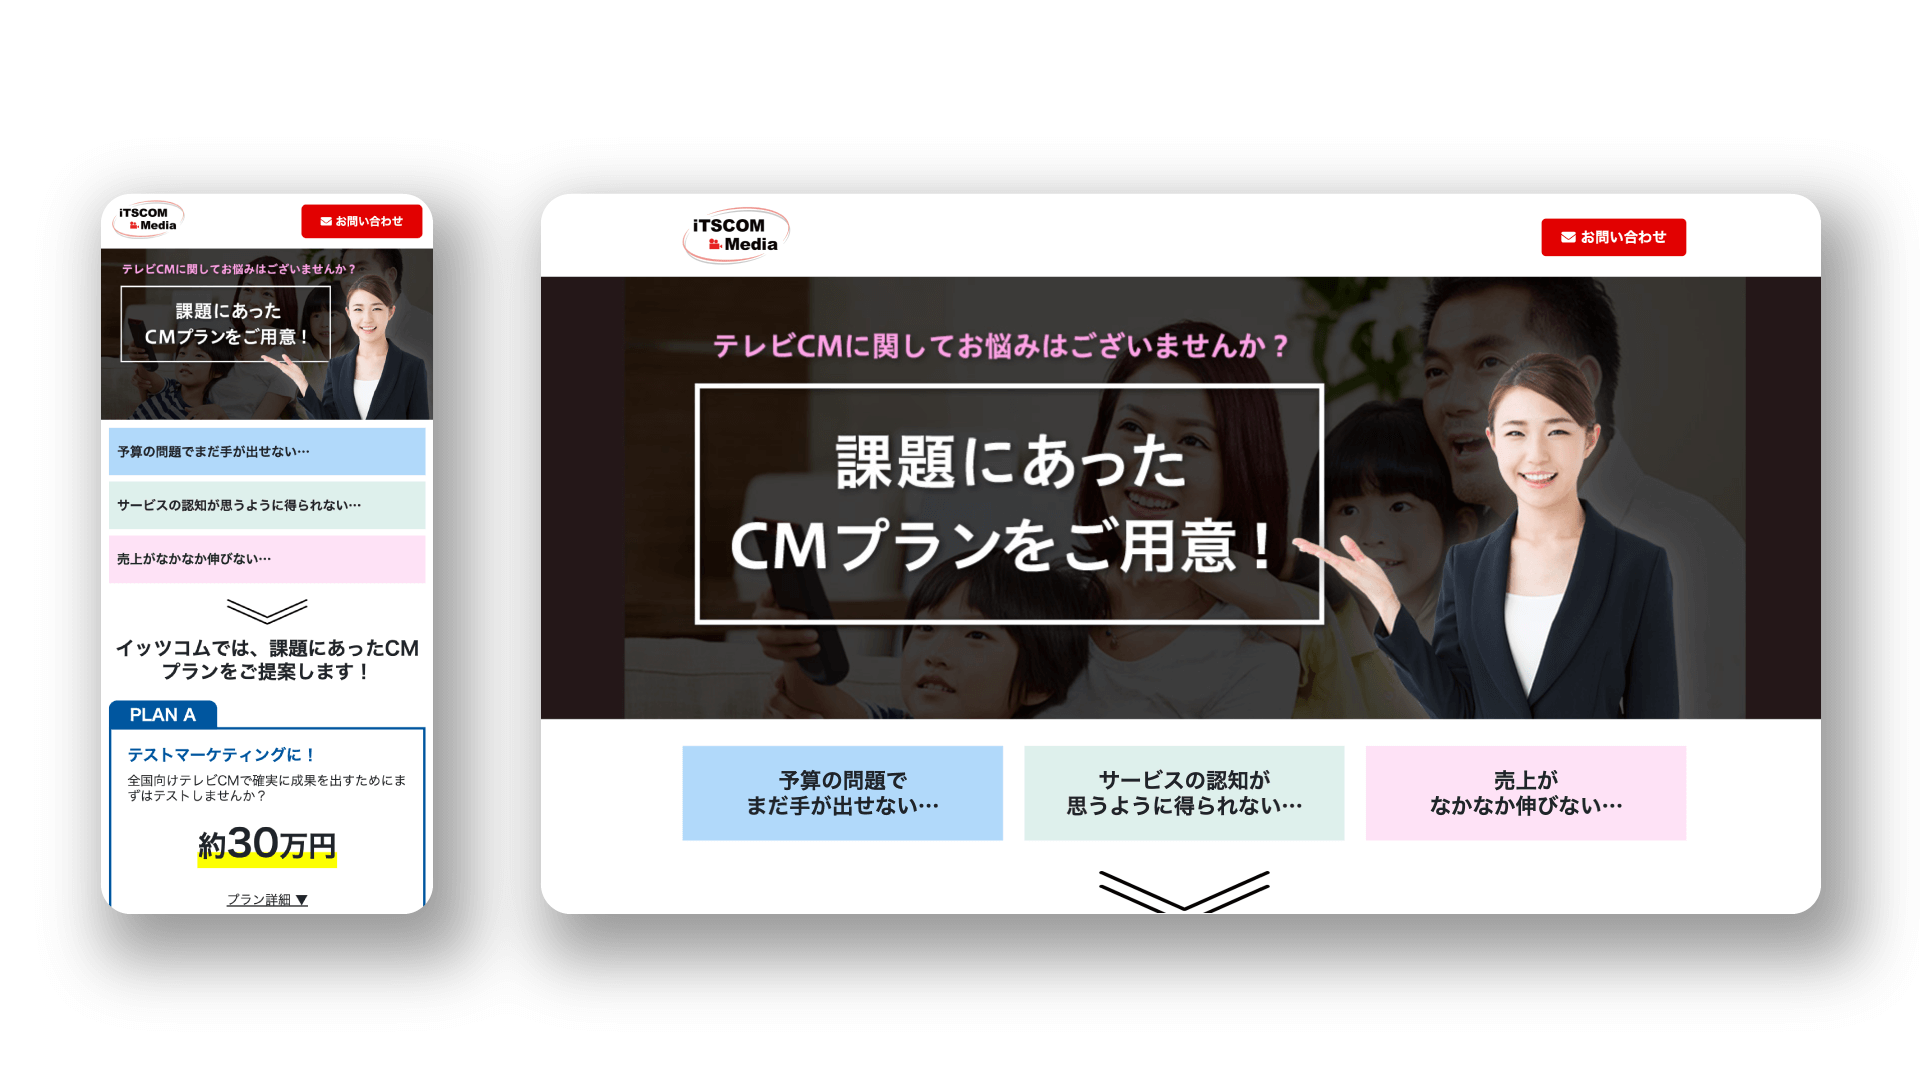 iTSCOM
Media
お問い合わせ
テレビCMに関してお悩みはございませんか？
課題にあった
CMプランをご用意！
予算の問題でまだ手が出せない…
サービスの認知が思うように得られない…
売上がなかなか伸びない…
イッツコムでは、課題にあったCM
プランをご提案します！
PLAN A
テストマーケティングに！
全国向けテレビCMで確実に成果を出すためにま
ずはテストしませんか？
約30万円
プラン詳細 ▼
iTSCOM
Media
お問い合わせ
テレビCMに関してお悩みはございませんか？
課題にあった
CMプランをご用意！
予算の問題で
まだ手が出せない…
サービスの認知が
思うように得られない…
売上が
なかなか伸びない…